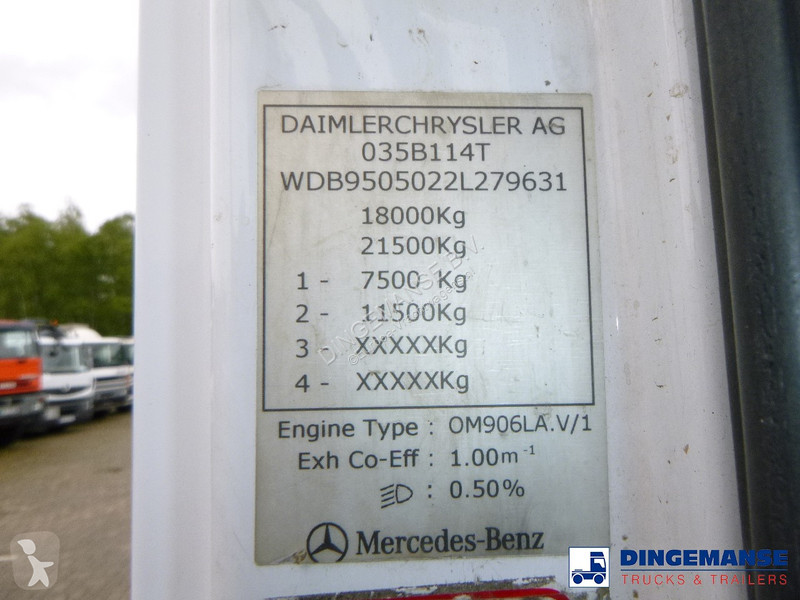 DAIMLERCHRYSLER AG
035B114T
WDB9505022L279631
18000Kg
21500Kg
1 - 7500 Kg
2 - 11500Kg
3 - XXXXXKg
4 - XXXXXKg
Engine Type : OM906LA.V/1
Exh Co-Eff : 1.00m⁻¹
: 0.50%
Mercedes-Benz
DINGEMANSE B.V.
DINGEMANSE
TRUCKS & TRAILERS